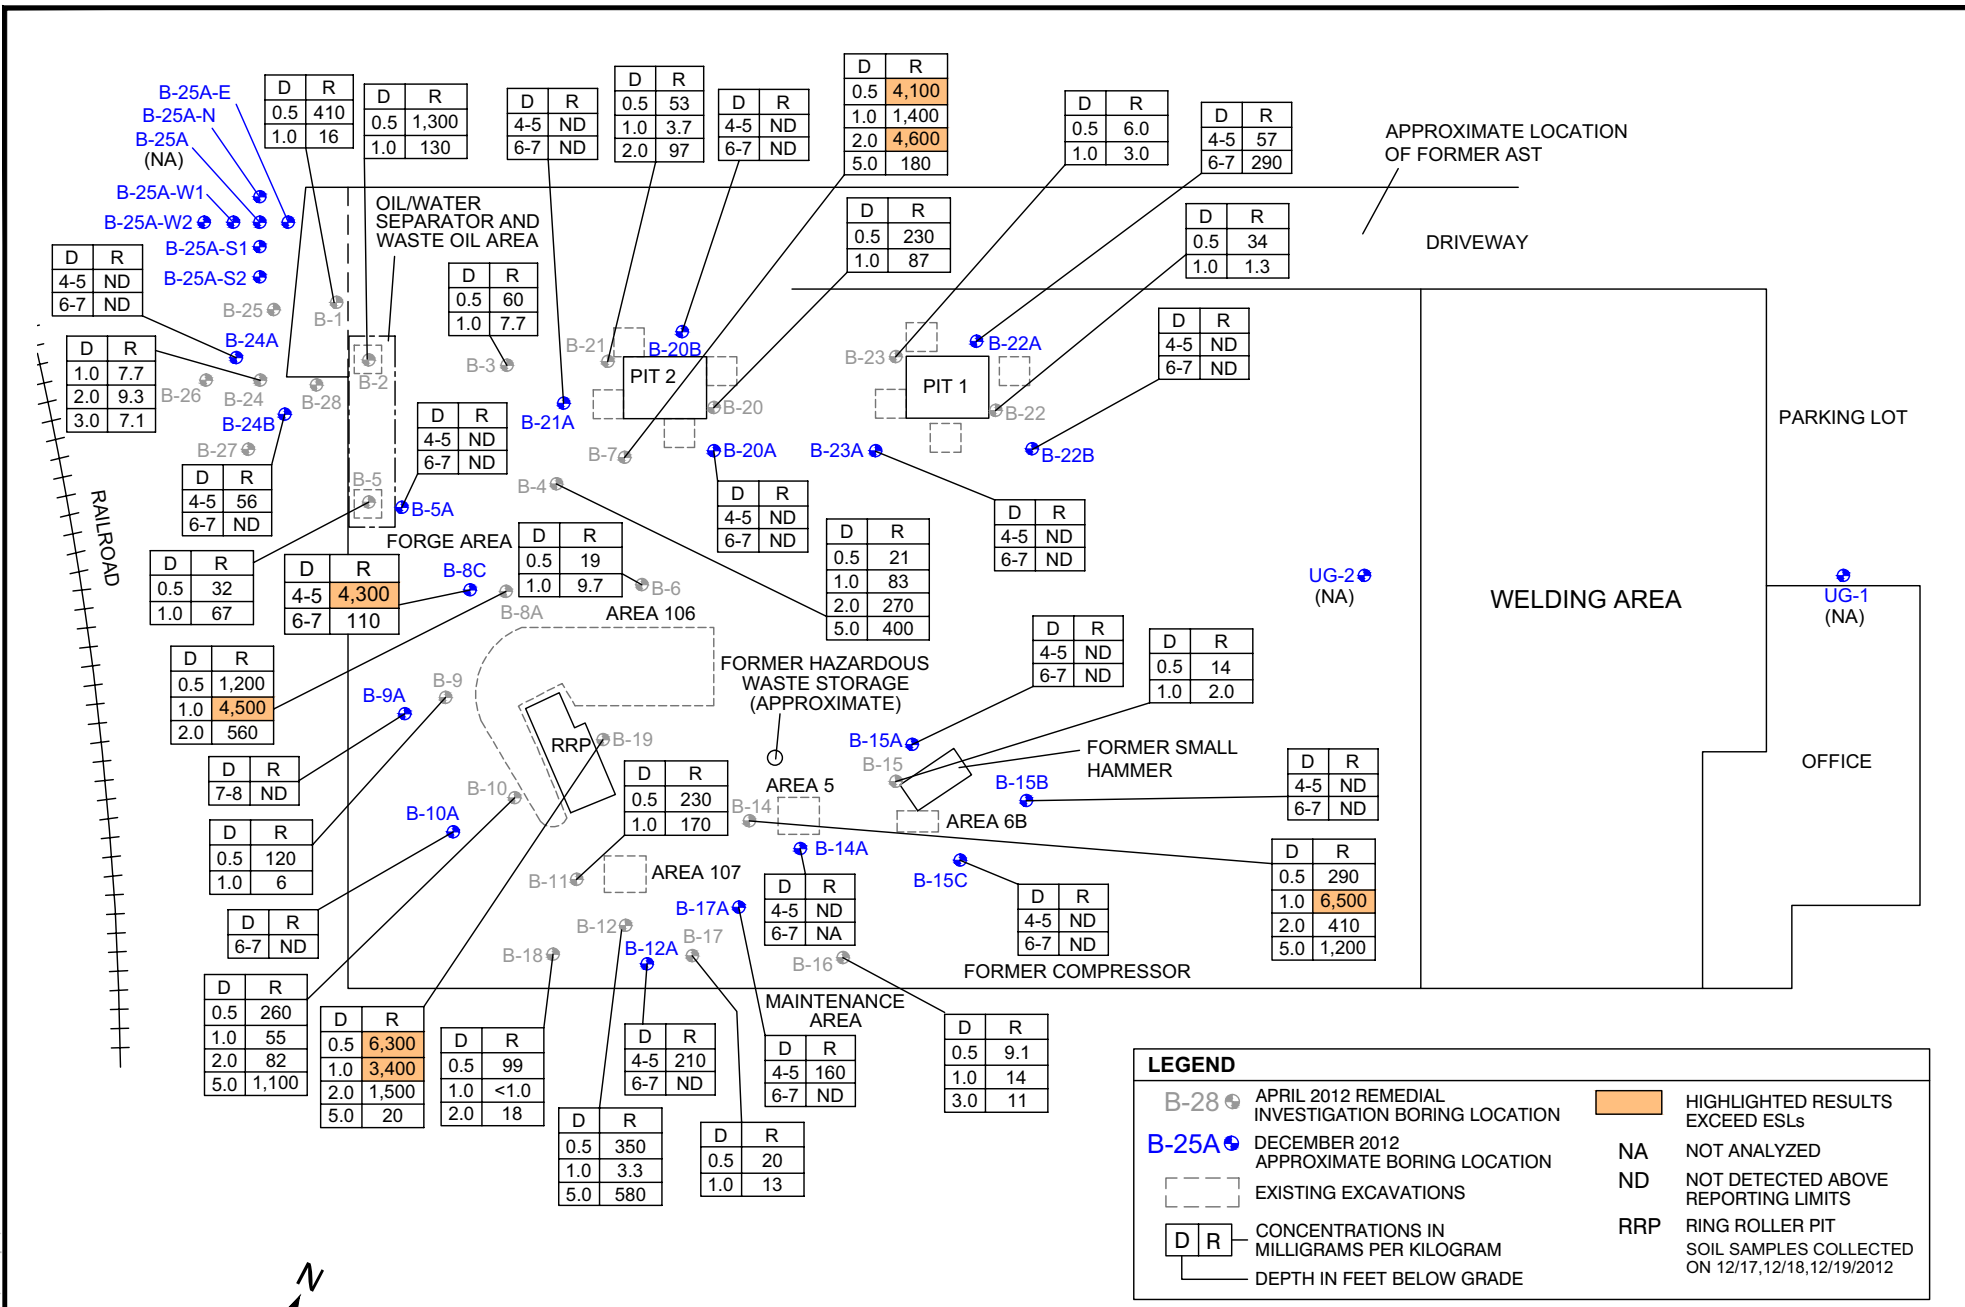 B-25A-E
B-25A-N
B-25A
(NA)
B-25A-W1
B-25A-W2
B-25A-S1
B-25A-S2
D R
0.5 410
1.0 16
D R
0.5 1,300
1.0 130
D R
4-5 ND
6-7 ND
D R
0.5 53
1.0 3.7
2.0 97
D R
4-5 ND
6-7 ND
D R
0.5 4,100
1.0 1,400
2.0 4,600
5.0 180
D R
0.5 6.0
1.0 3.0
D R
4-5 57
6-7 290
APPROXIMATE LOCATION
OF FORMER AST
OIL/WATER
SEPARATOR AND
WASTE OIL AREA
D R
0.5 230
1.0 87
D R
0.5 34
1.0 1.3
DRIVEWAY
D R
4-5 ND
6-7 ND
D R
0.5 60
1.0 7.7
B-25
B-1
B-24A
D R
1.0 7.7
2.0 9.3
3.0 7.1
B-26
B-24
B-28
B-2
B-3
B-21
B-20B
PIT 2
B-20
B-23
B-22A
PIT 1
B-22
D R
4-5 ND
6-7 ND
B-24B
B-27
B-21A
D R
4-5 ND
6-7 ND
B-7
B-20A
B-23A
B-22B
PARKING LOT
D R
4-5 56
6-7 ND
B-5
B-5A
B-4
D R
4-5 ND
6-7 ND
D R
4-5 ND
6-7 ND
RAILROAD
FORGE AREA
D R
0.5 19
1.0 9.7
D R
0.5 21
1.0 83
2.0 270
5.0 400
D R
0.5 32
1.0 67
D R
4-5 4,300
6-7 110
B-8C
B-8A
B-6
AREA 106
UG-2
(NA)
WELDING AREA
UG-1
(NA)
D R
0.5 1,200
1.0 4,500
2.0 560
B-9
B-9A
FORMER HAZARDOUS
WASTE STORAGE
(APPROXIMATE)
D R
4-5 ND
6-7 ND
D R
0.5 14
1.0 2.0
RRP
B-19
B-15A
B-15
FORMER SMALL
HAMMER
OFFICE
D R
7-8 ND
B-10
B-10A
D R
0.5 230
1.0 170
AREA 5
B-14
B-15B
AREA 6B
D R
4-5 ND
6-7 ND
D R
0.5 120
1.0 6
B-11
AREA 107
B-14A
B-15C
D R
0.5 290
1.0 6,500
2.0 410
5.0 1,200
D R
6-7 ND
B-17A
D R
4-5 ND
6-7 NA
D R
4-5 ND
6-7 ND
B-12
B-18
B-12A
B-17
B-16
FORMER COMPRESSOR
D R
0.5 260
1.0 55
2.0 82
5.0 1,100
D R
0.5 6,300
1.0 3,400
2.0 1,500
5.0 20
D R
0.5 99
1.0 <1.0
2.0 18
D R
4-5 210
6-7 ND
MAINTENANCE
AREA
D R
4-5 160
6-7 ND
D R
0.5 9.1
1.0 14
3.0 11
D R
0.5 350
1.0 3.3
5.0 580
D R
0.5 20
1.0 13
LEGEND
B-28 APRIL 2012 REMEDIAL
INVESTIGATION BORING LOCATION
B-25A DECEMBER 2012
APPROXIMATE BORING LOCATION
EXISTING EXCAVATIONS
D R CONCENTRATIONS IN
MILLIGRAMS PER KILOGRAM
DEPTH IN FEET BELOW GRADE
HIGHLIGHTED RESULTS
EXCEED ESLs
NA NOT ANALYZED
ND NOT DETECTED ABOVE
REPORTING LIMITS
RRP RING ROLLER PIT
SOIL SAMPLES COLLECTED
ON 12/17,12/18,12/19/2012
N